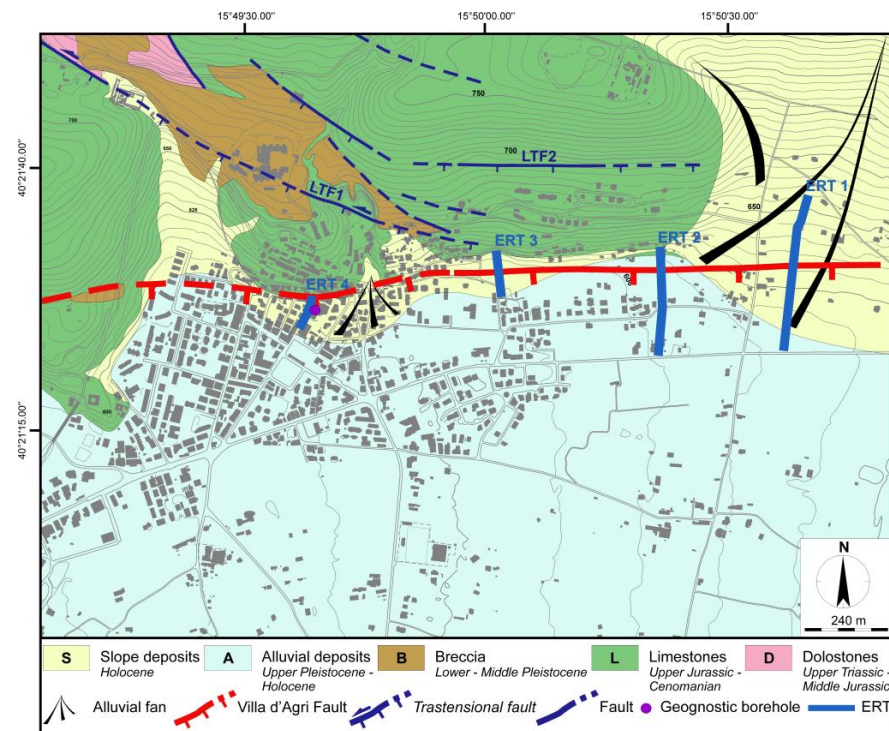 15°49'30.00" 15°50'00.00" 15°50'30.00"
40°21'40.00"
40°21'15.00"
750
700
700
650
650
600
525
600
LTF2
LTF1
ERT 1
ERT 2
ERT 3
ERT 4
N
240 m
S Slope deposits
Holocene
A Alluvial deposits
Upper Pleistocene -
Holocene
B Breccia
Lower - Middle Pleistocene
L Limestones
Upper Jurassic -
Cenomanian
D Dolostones
Upper Triassic -
Middle Jurassic
Alluvial fan
Villa d'Agri Fault
Trastensional fault
Fault
Geognostic borehole
ERT